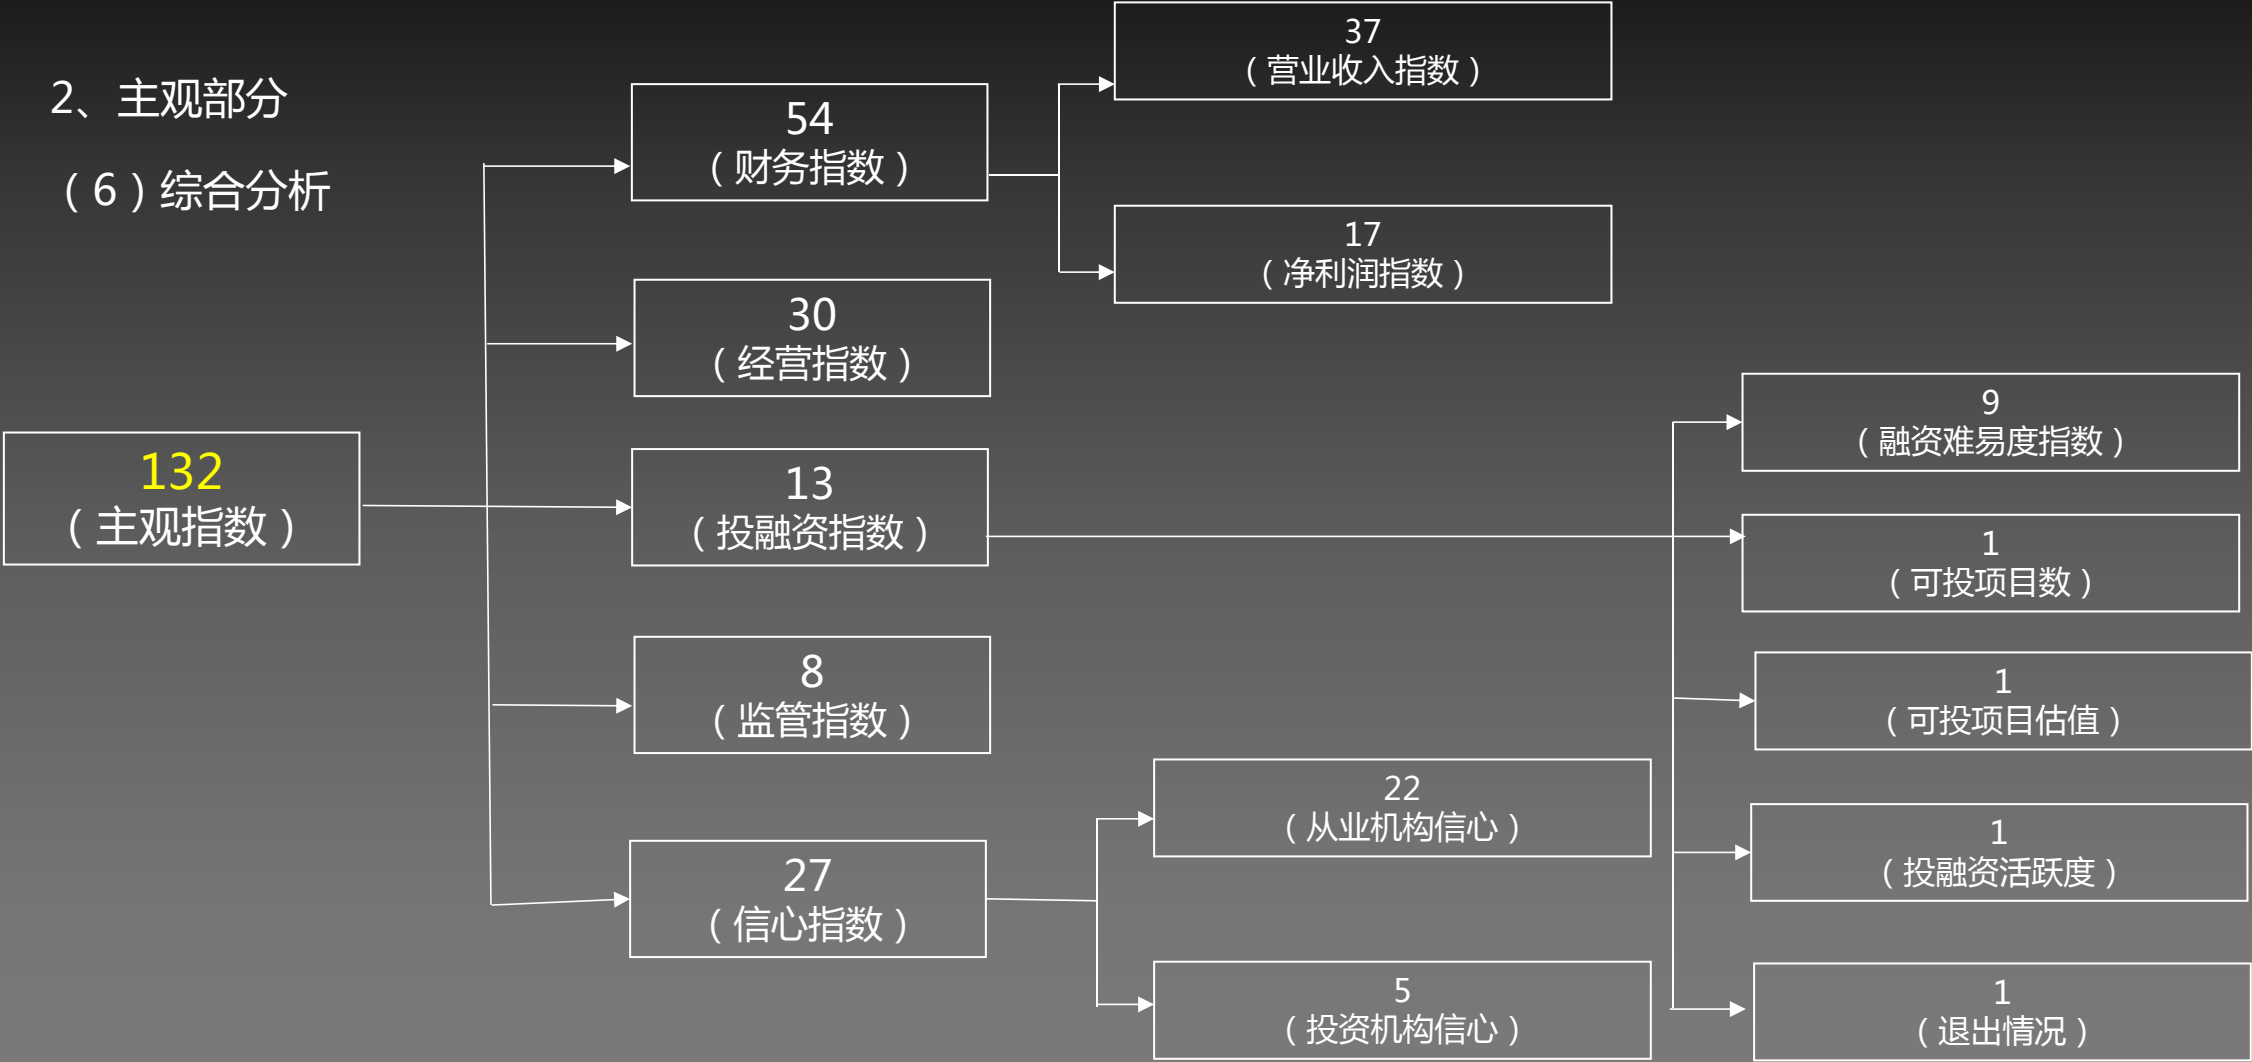 2、主观部分
（6）综合分析
132
（主观指数）
54
（财务指数）
30
（经营指数）
13
（投融资指数）
8
（监管指数）
27
（信心指数）
37
（营业收入指数）
17
（净利润指数）
22
（从业机构信心）
5
（投资机构信心）
9
（融资难易度指数）
1
（可投项目数）
1
（可投项目估值）
1
（投融资活跃度）
1
（退出情况）